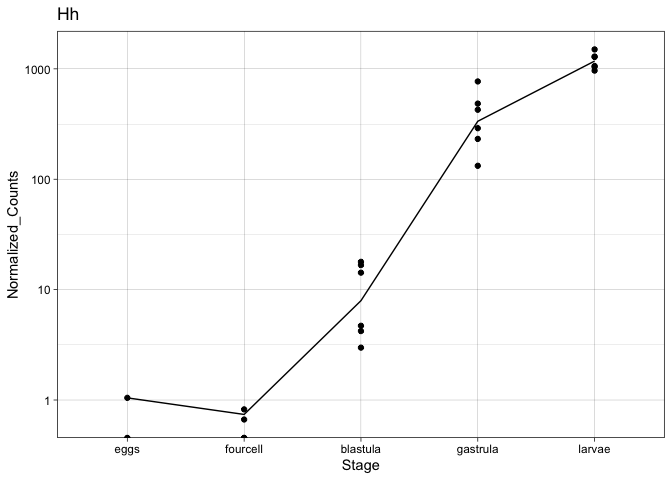 Hh
Normalized_Counts
1000
100
10
1
eggs fourcell blastula gastrula larvae
Stage